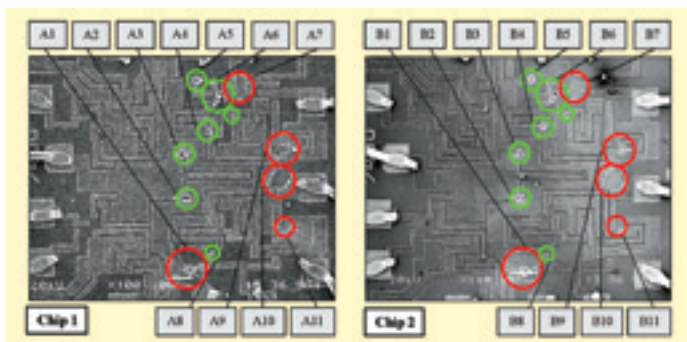 A1 A2 A3 A4 A5 A6 A7
B1 B2 B3 B4 B5 B6 B7
×100
Chip 1
A8 A9 A10 A11
Chip 2
B8 B9 B10 B11